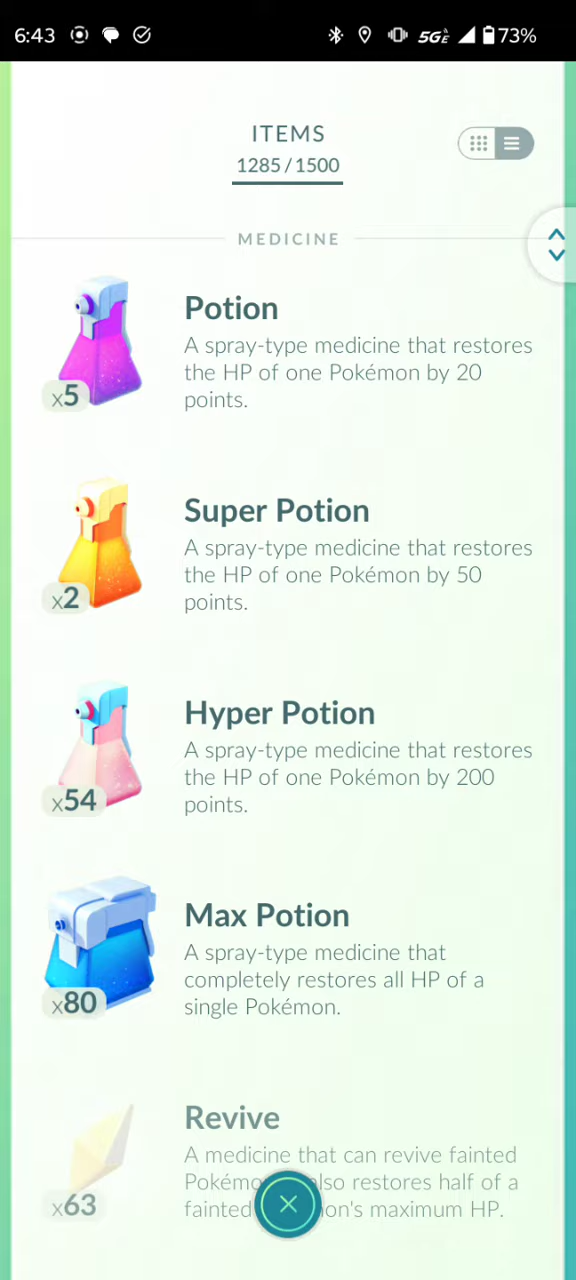 6:43 5GE 73%
ITEMS
1285/1500
MEDICINE
Potion
A spray-type medicine that restores
the HP of one Pokémon by 20
points.
x5
Super Potion
A spray-type medicine that restores
the HP of one Pokémon by 50
points.
x2
Hyper Potion
A spray-type medicine that restores
the HP of one Pokémon by 200
points.
x54
Max Potion
A spray-type medicine that
completely restores all HP of a
single Pokémon.
x80
Revive
A medicine that can revive fainted
Pokémo also restores half of a
fainted on's maximum HP.
x63